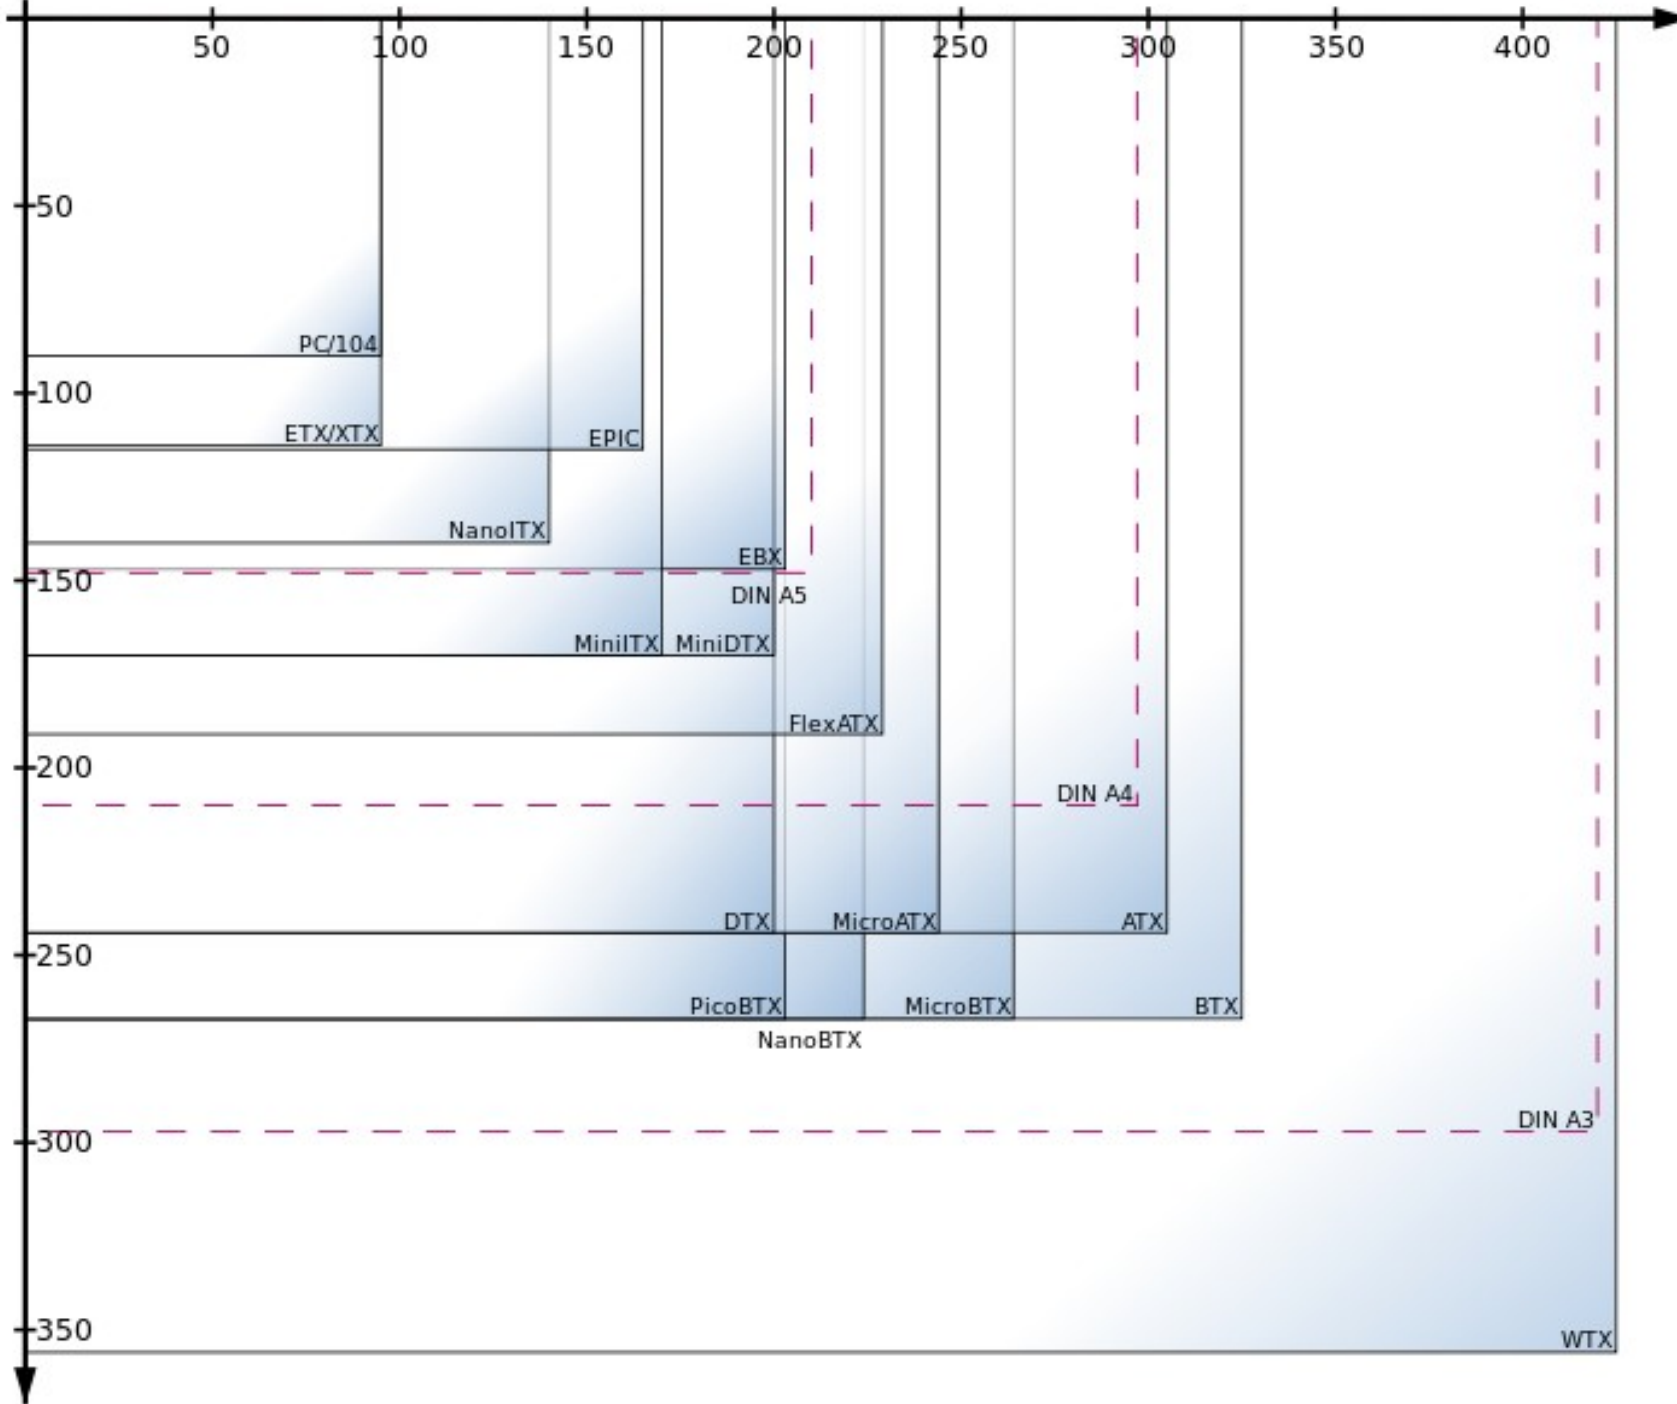 50 100 150 200 250 300 350 400
50
PC/104
100
ETX/XTX
EPIC
NanoITX
EBX
150
DIN A5
MiniITX MiniDTX
FlexATX
200
DIN A4
DTX MicroATX ATX
250
PicoBTX MicroBTX BTX
NanoBTX
DIN A3
300
350
WTX